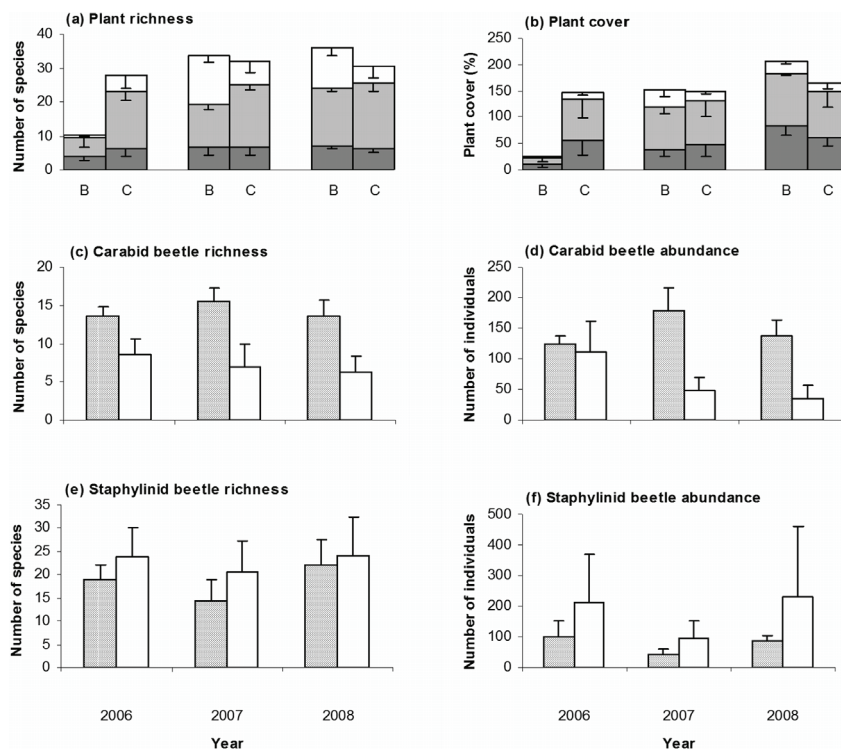 (a) Plant richness
Number of species
40
30
20
10
0
B C B C B C
(b) Plant cover
Plant cover (%)
250
200
150
100
50
0
B C B C B C
(c) Carabid beetle richness
Number of species
20
15
10
5
0
(d) Carabid beetle abundance
Number of individuals
250
200
150
100
50
0
(e) Staphylinid beetle richness
Number of species
35
30
25
20
15
10
5
0
2006 2007 2008
Year
(f) Staphylinid beetle abundance
Number of individuals
500
400
300
200
100
0
2006 2007 2008
Year